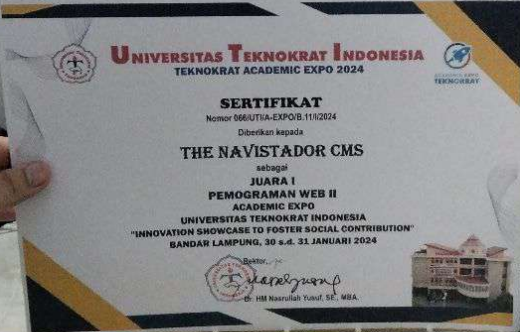 UNIVERSITAS TEKNOKRAT INDONESIA
TEKNOKRAT ACADEMIC EXPO 2024
TEKNOKRAT
SERTIFIKAT
Nomor 066/UTI/A-EXPO/B.11/I/2024
Diberikan kepada
THE NAVISTADOR CMS
sebagai
JUARA I
PEMOGRAMAN WEB II
ACADEMIC EXPO
UNIVERSITAS TEKNOKRAT INDONESIA
"INNOVATION SHOWCASE TO FOSTER SOCIAL CONTRIBUTION"
BANDAR LAMPUNG, 30 s.d. 31 JANUARI 2024
Rektor,
Dr. HM Nasrullah Yusuf, SE., MBA.